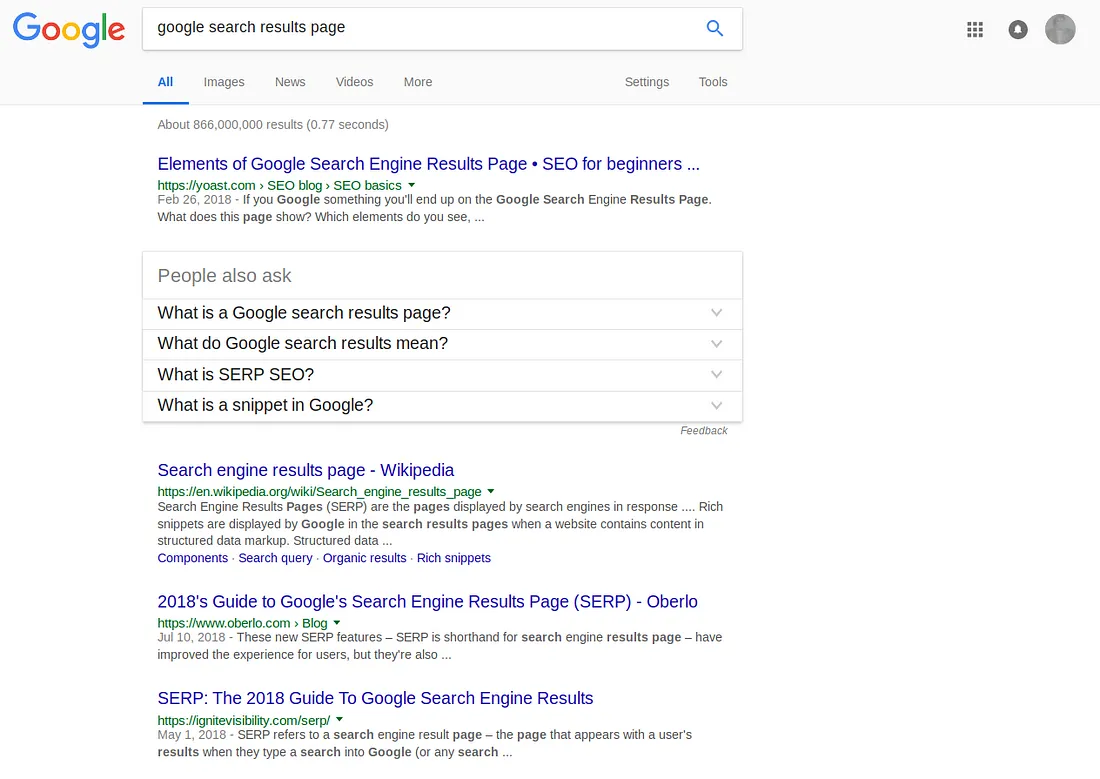 Google
google search results page
All Images News Videos More Settings Tools
About 866,000,000 results (0.77 seconds)
Elements of Google Search Engine Results Page • SEO for beginners ...
https://yoast.com › SEO blog › SEO basics
Feb 26, 2018 - If you Google something you'll end up on the Google Search Engine Results Page.
What does this page show? Which elements do you see, ...
People also ask
What is a Google search results page?
What do Google search results mean?
What is SERP SEO?
What is a snippet in Google?
Feedback
Search engine results page - Wikipedia
https://en.wikipedia.org/wiki/Search_engine_results_page
Search Engine Results Pages (SERP) are the pages displayed by search engines in response .... Rich
snippets are displayed by Google in the search results pages when a website contains content in
structured data markup. Structured data ...
Components · Search query · Organic results · Rich snippets
2018's Guide to Google's Search Engine Results Page (SERP) - Oberlo
https://www.oberlo.com › Blog
Jul 10, 2018 - These new SERP features – SERP is shorthand for search engine results page – have
improved the experience for users, but they're also ...
SERP: The 2018 Guide To Google Search Engine Results
https://ignitevisibility.com/serp/
May 1, 2018 - SERP refers to a search engine result page – the page that appears with a user's
results when they type a search into Google (or any search ...